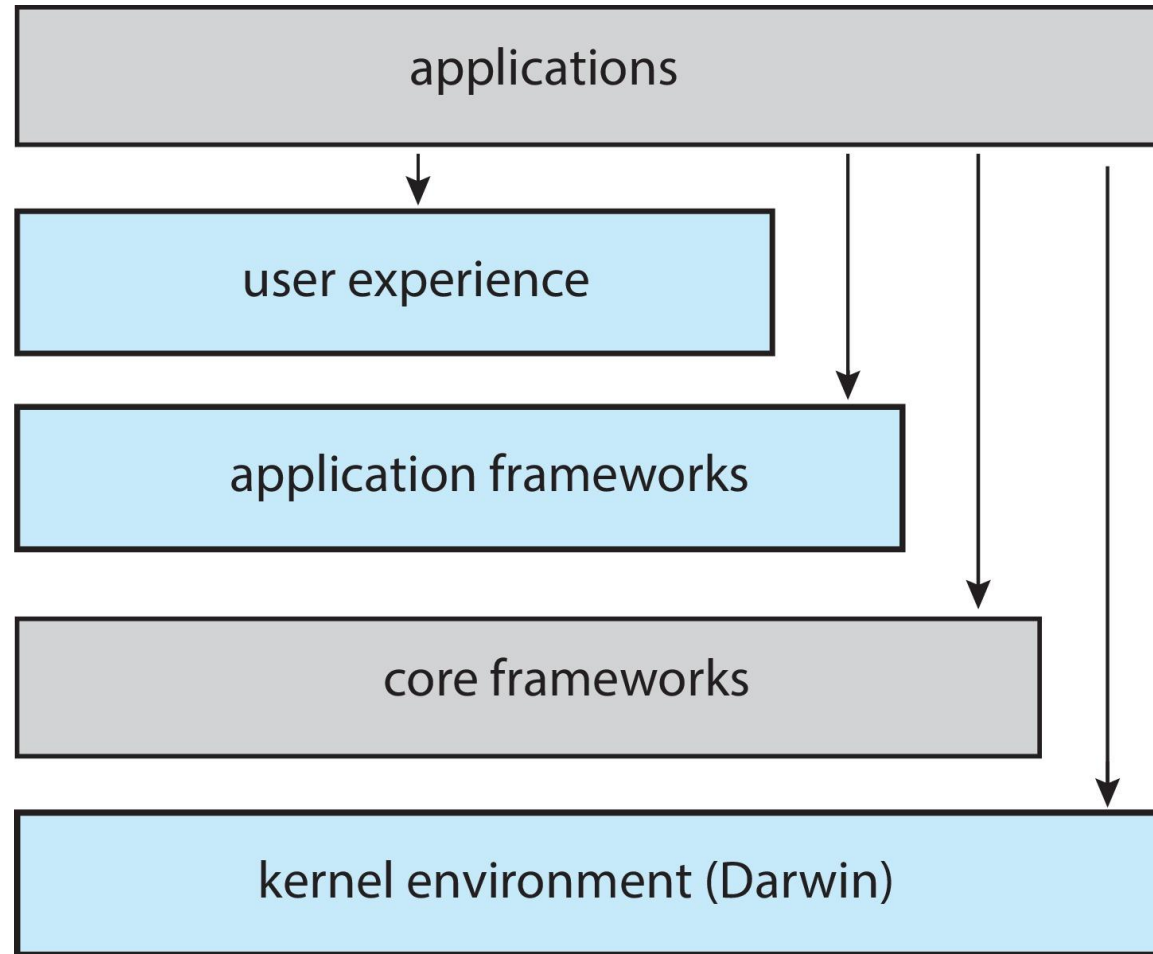 applications
user experience
application frameworks
core frameworks
kernel environment (Darwin)